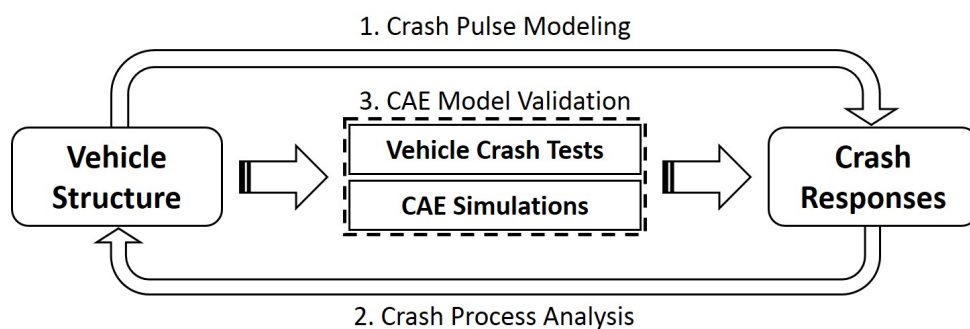 1. Crash Pulse Modeling
3. CAE Model Validation
Vehicle
Structure
Vehicle Crash Tests
CAE Simulations
Crash
Responses
2. Crash Process Analysis